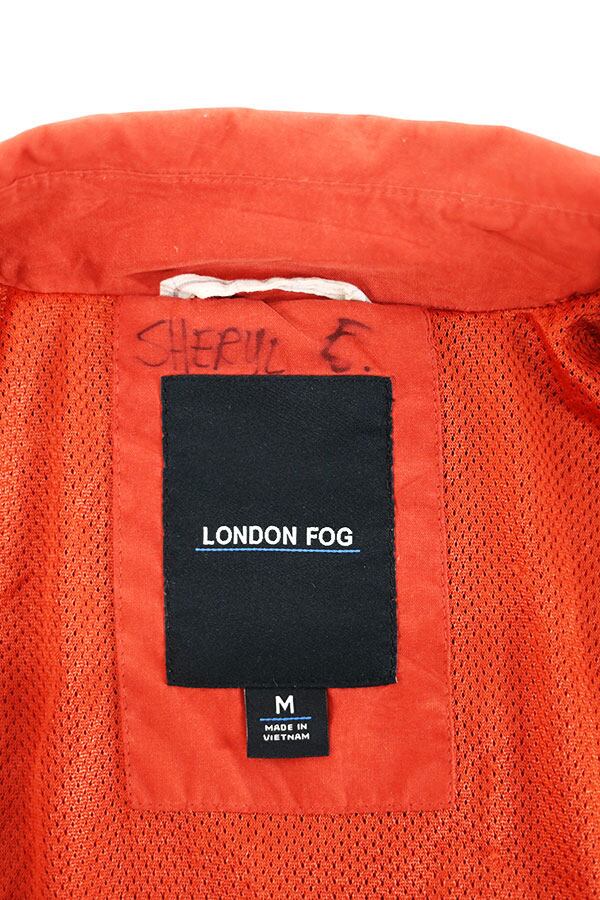 SHERYL E.
LONDON FOG
M
MADE IN
VIETNAM